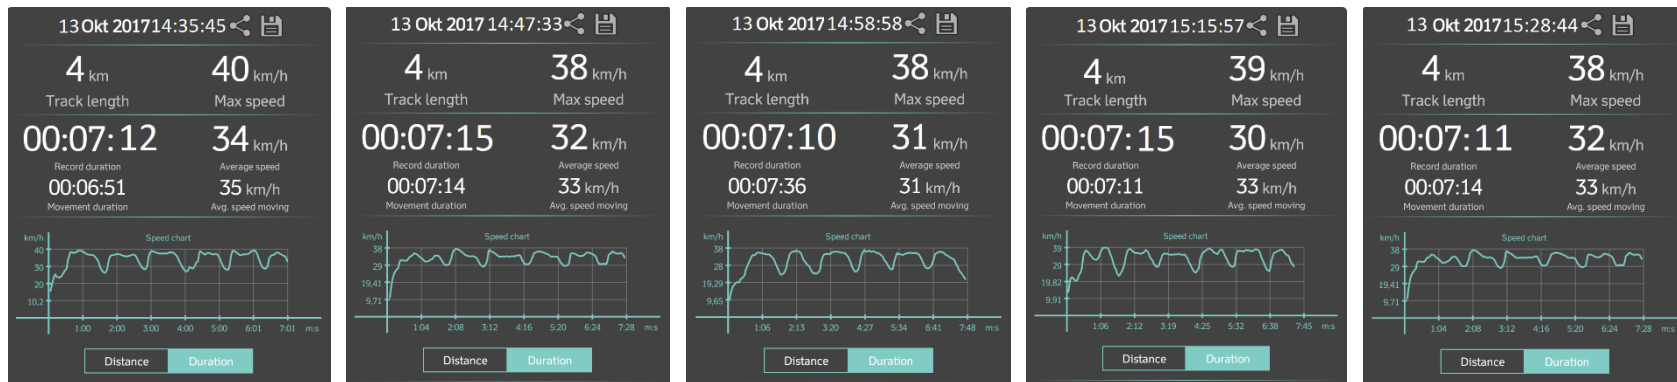 13 Okt 2017 14:35:45
4 km 40 km/h
Track length Max speed
00:07:12 34 km/h
Record duration Average speed
00:06:51 35 km/h
Movement duration Avg. speed moving
km/h Speed chart
40
30
20
10,2
1:00 2:00 3:00 4:00 5:00 6:01 7:01 m:s
Distance Duration
13 Okt 2017 14:47:33
4 km 38 km/h
Track length Max speed
00:07:15 32 km/h
Record duration Average speed
00:07:14 33 km/h
Movement duration Avg. speed moving
km/h Speed chart
38
29
19,41
9,71
1:04 2:08 3:12 4:16 5:20 6:24 7:28 m:s
Distance Duration
13 Okt 2017 14:58:58
4 km 38 km/h
Track length Max speed
00:07:10 31 km/h
Record duration Average speed
00:07:36 31 km/h
Movement duration Avg. speed moving
km/h Speed chart
38
29
19,29
9,65
1:06 2:13 3:20 4:27 5:34 6:41 7:48 m:s
Distance Duration
13 Okt 2017 15:15:57
4 km 39 km/h
Track length Max speed
00:07:15 30 km/h
Record duration Average speed
00:07:11 33 km/h
Movement duration Avg. speed moving
km/h Speed chart
39
29
19,82
9,91
1:06 2:12 3:19 4:25 5:32 6:38 7:45 m:s
Distance Duration
13 Okt 2017 15:28:44
4 km 38 km/h
Track length Max speed
00:07:11 32 km/h
Record duration Average speed
00:07:14 33 km/h
Movement duration Avg. speed moving
km/h Speed chart
38
29
19,41
9,71
1:04 2:08 3:12 4:16 5:20 6:24 7:28 m:s
Distance Duration